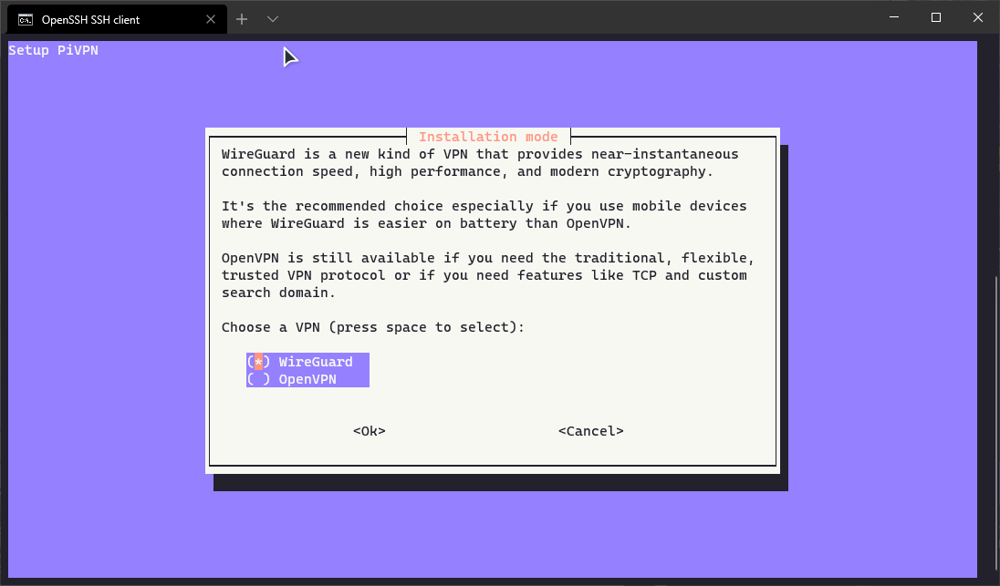 OpenSSH SSH client
Setup PiVPN
Installation mode
WireGuard is a new kind of VPN that provides near-instantaneous
connection speed, high performance, and modern cryptography.
It's the recommended choice especially if you use mobile devices
where WireGuard is easier on battery than OpenVPN.
OpenVPN is still available if you need the traditional, flexible,
trusted VPN protocol or if you need features like TCP and custom
search domain.
Choose a VPN (press space to select):
(*) WireGuard
( ) OpenVPN
<Ok> <Cancel>